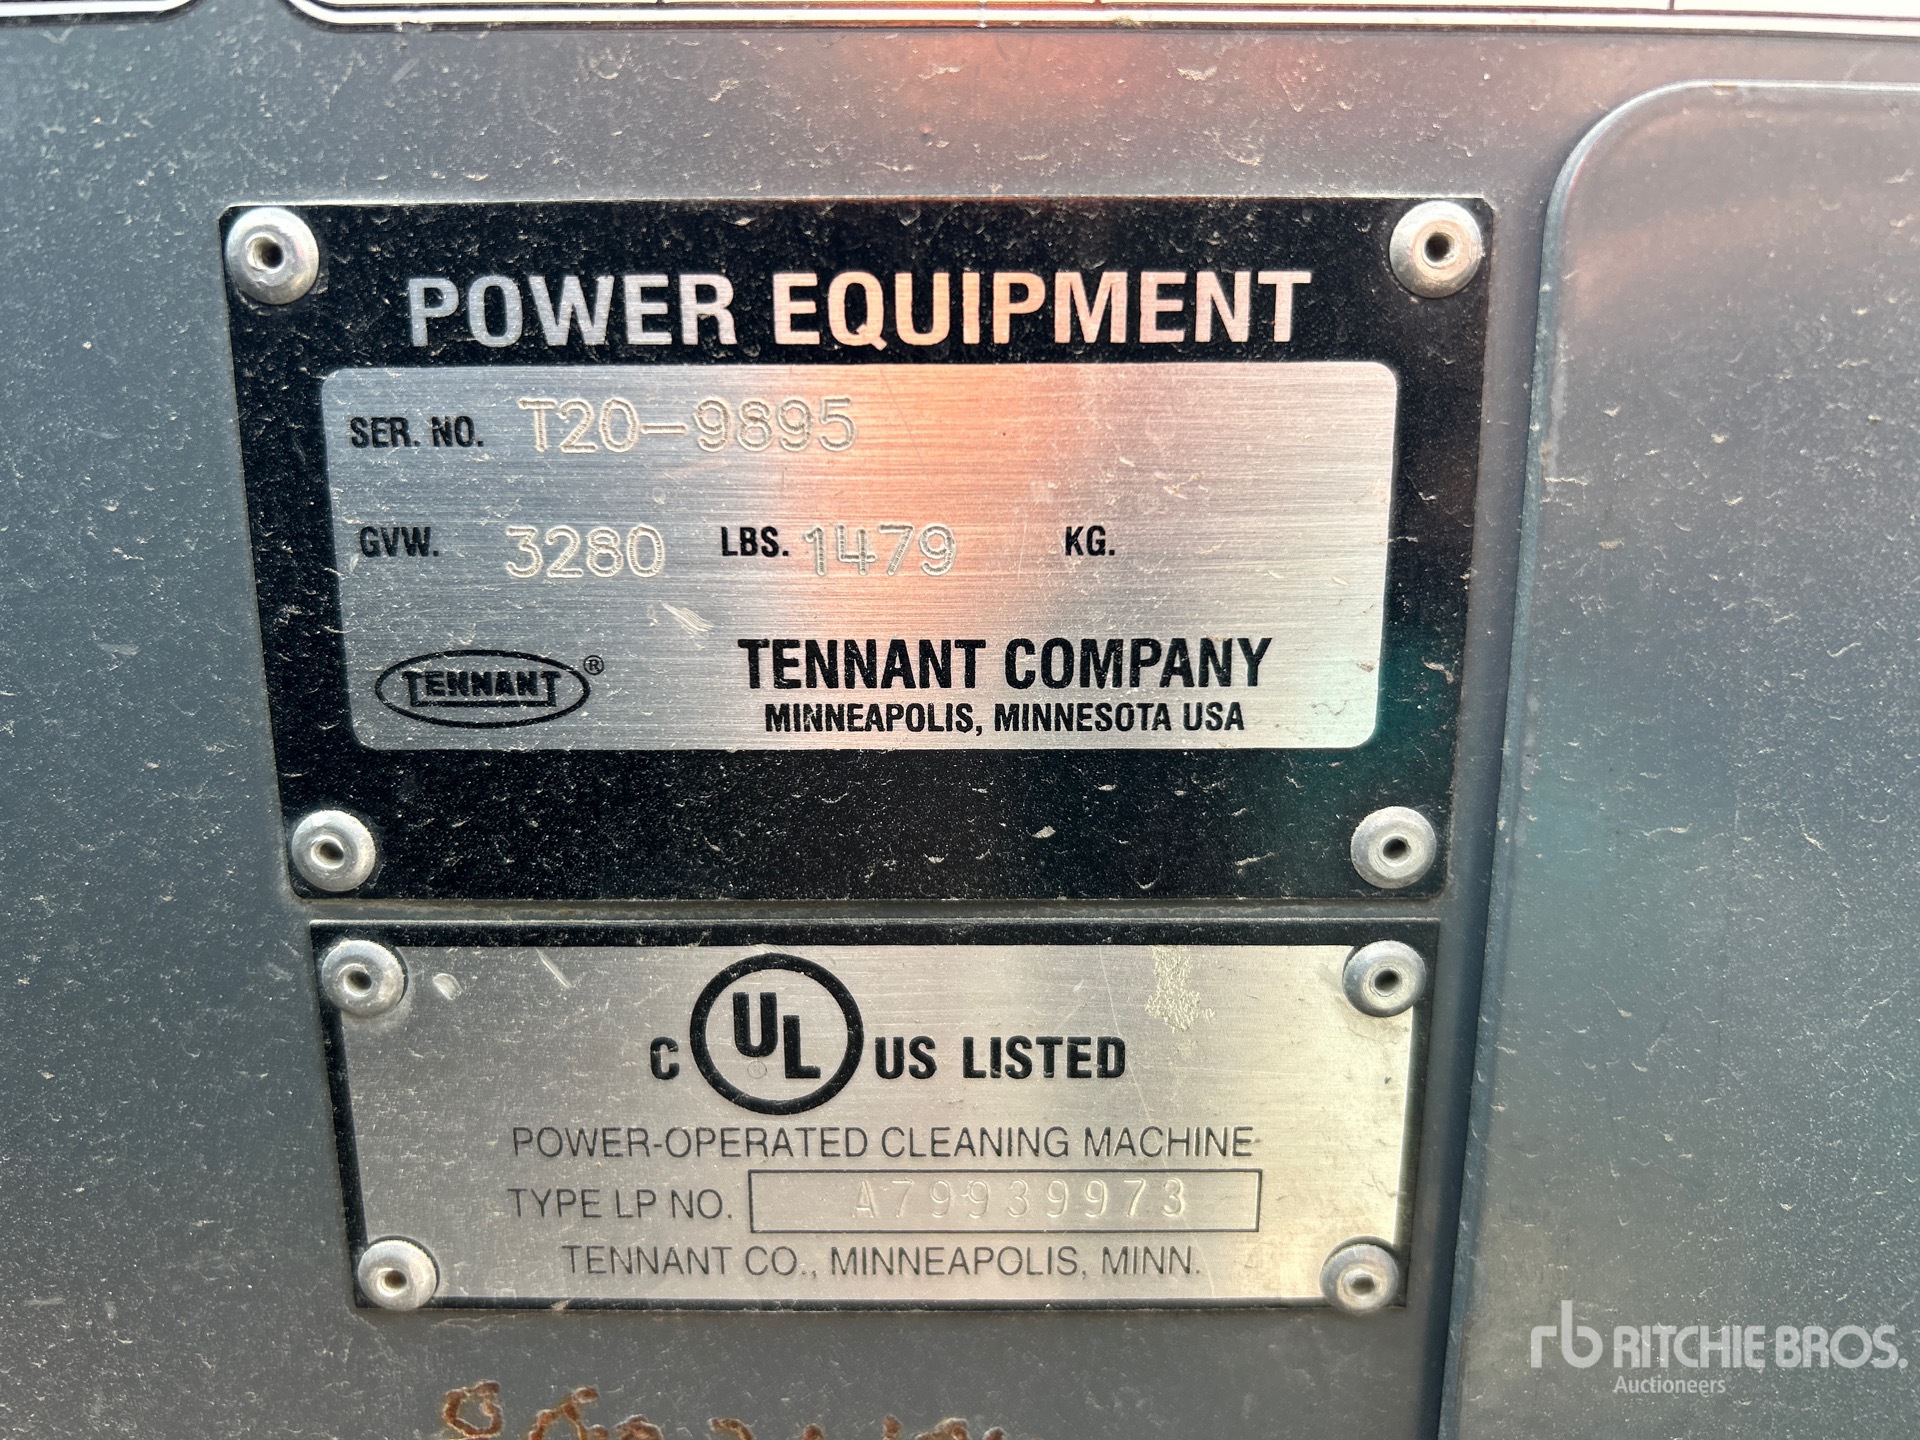 POWER EQUIPMENT
SER. NO. T20-9895
GVW. 3280 LBS. 1479 KG.
TENNANT ® TENNANT COMPANY
MINNEAPOLIS, MINNESOTA USA
C UL ® US LISTED
POWER-OPERATED CLEANING MACHINE
TYPE LP NO. A79939973
TENNANT CO., MINNEAPOLIS, MINN.
rb RITCHIE BROS.
Auctioneers